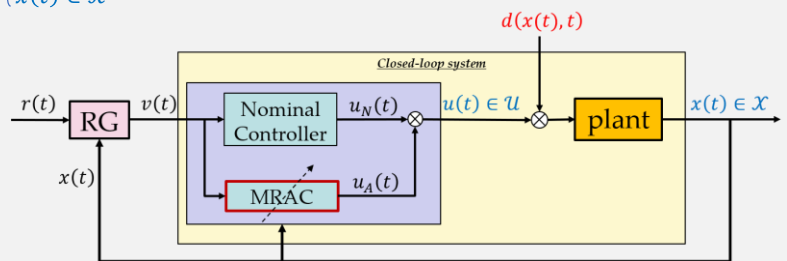 (x(t) ∈ 𝒳
d(x(t), t)
Closed-loop system
r(t)
RG
v(t)
Nominal
Controller
u_N(t)
u(t) ∈ 𝒰
plant
x(t) ∈ 𝒳
x(t)
MRAC
u_A(t)